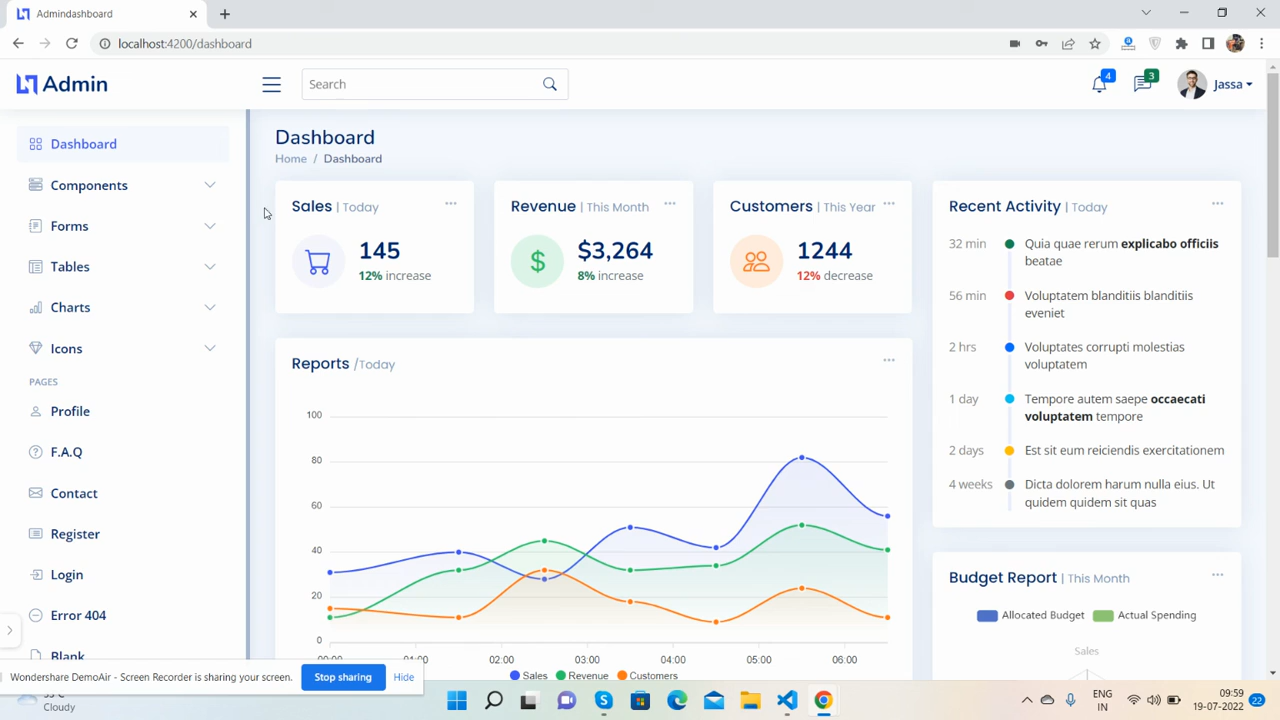 Admindashboard
localhost:4200/dashboard
Admin
Search
4
3
Jassa
Dashboard
Components
Forms
Tables
Charts
Icons
PAGES
Profile
F.A.Q
Contact
Register
Login
Error 404
Blank
Dashboard
Home / Dashboard
Sales | Today
145
12% increase
Revenue | This Month
$
$3,264
8% increase
Customers | This Year
1244
12% decrease
Reports /Today
100
80
60
40
20
0
00:00 01:00 02:00 03:00 04:00 05:00 06:00
Sales Revenue Customers
Recent Activity | Today
32 min Quia quae rerum explicabo officiis
beatae
56 min Voluptatem blanditiis blanditiis
eveniet
2 hrs Voluptates corrupti molestias
voluptatem
1 day Tempore autem saepe occaecati
voluptatem tempore
2 days Est sit eum reiciendis exercitationem
4 weeks Dicta dolorem harum nulla eius. Ut
quidem quidem sit quas
Budget Report | This Month
Allocated Budget Actual Spending
Sales
Wondershare DemoAir - Screen Recorder is sharing your screen. Stop sharing Hide
Cloudy
ENG
IN
09:59
19-07-2022
22